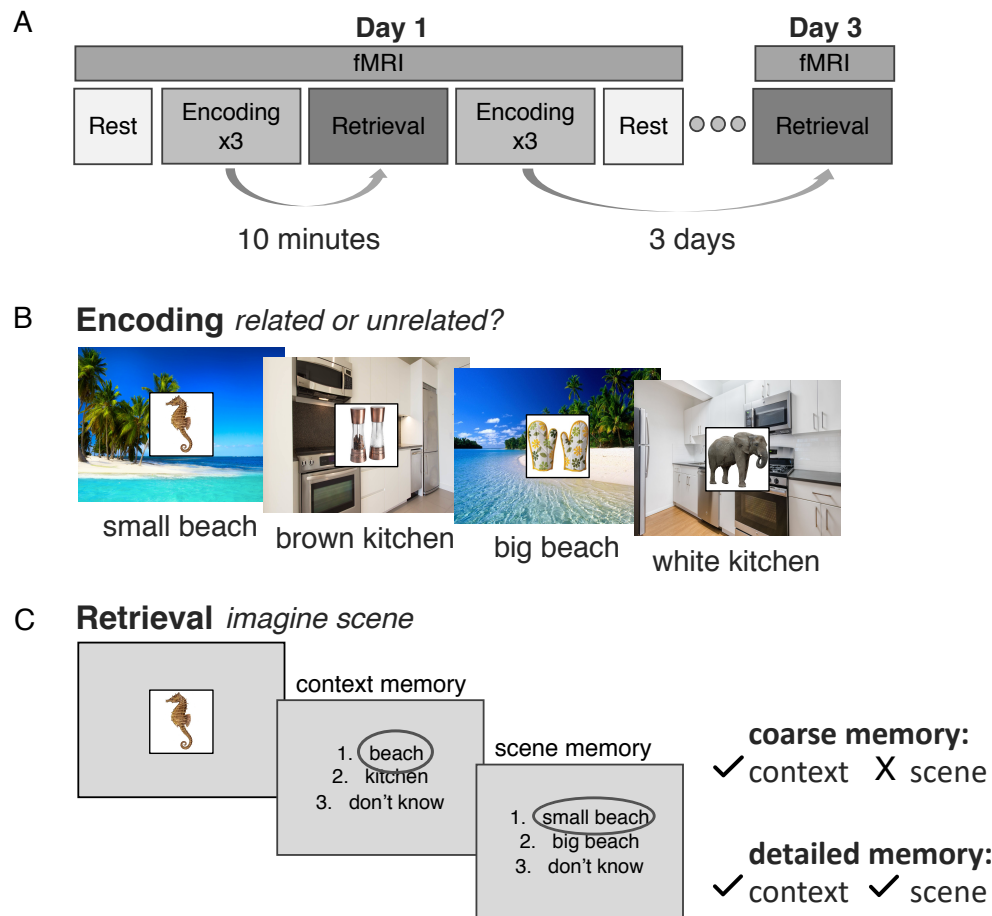 A
Day 1
Day 3
fMRI
fMRI
Rest
Encoding
x3
Retrieval
Encoding
x3
Rest
Retrieval
10 minutes
3 days
B
Encoding related or unrelated?
small beach
brown kitchen
big beach
white kitchen
C
Retrieval imagine scene
context memory
1. beach
2. kitchen
3. don't know
scene memory
1. small beach
2. big beach
3. don't know
coarse memory:
✓ context X scene
detailed memory:
✓ context ✓ scene